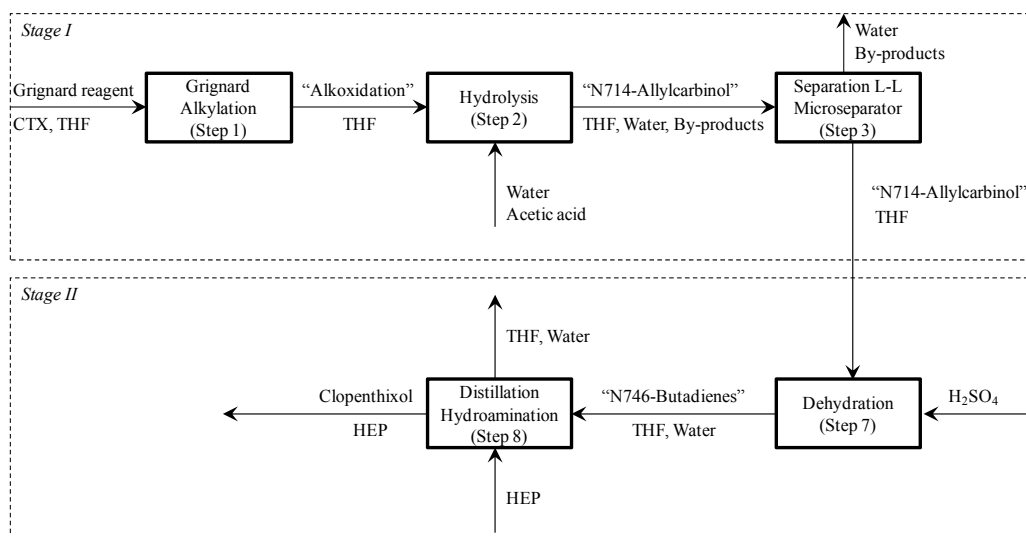 Stage I
Water
By-products
Grignard reagent
CTX, THF
Grignard
Alkylation
(Step 1)
“Alkoxidation”
THF
Hydrolysis
(Step 2)
“N714-Allylcarbinol”
THF, Water, By-products
Separation L-L
Microseparator
(Step 3)
Water
Acetic acid
“N714-Allylcarbinol”
THF
Stage II
THF, Water
Clopenthixol
HEP
Distillation
Hydroamination
(Step 8)
“N746-Butadienes”
THF, Water
Dehydration
(Step 7)
H₂SO₄
HEP